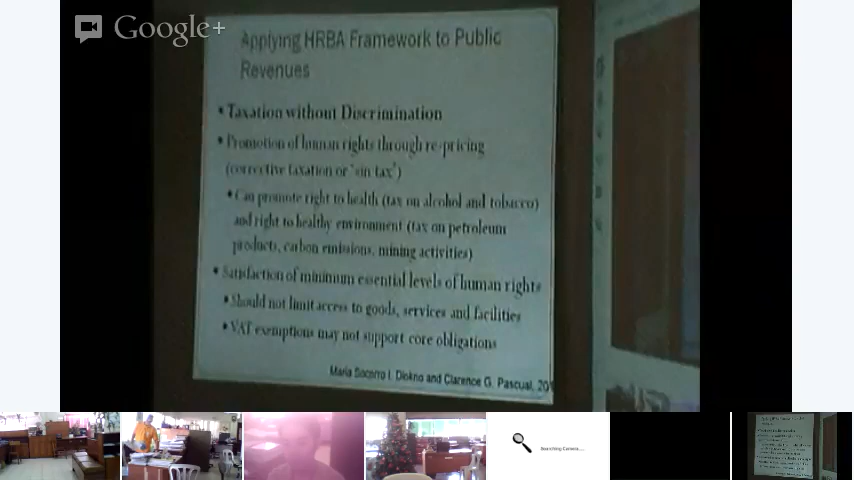 Google+
Applying HRBA Framework to Public
Revenues
• Taxation without Discrimination
• Promotion of human rights through re-pricing
(corrective taxation or 'sin tax')
• Can promote right to health (tax on alcohol and tobacco)
and right to healthy environment (tax on petroleum
products, carbon emissions, mining activities)
• Satisfaction of minimum essential levels of human rights
• Should not limit access to goods, services and facilities
• VAT exemptions may not support core obligations
Maria Socorro I. Diokno and Clarence G. Pascual, 201
Searching Camera....